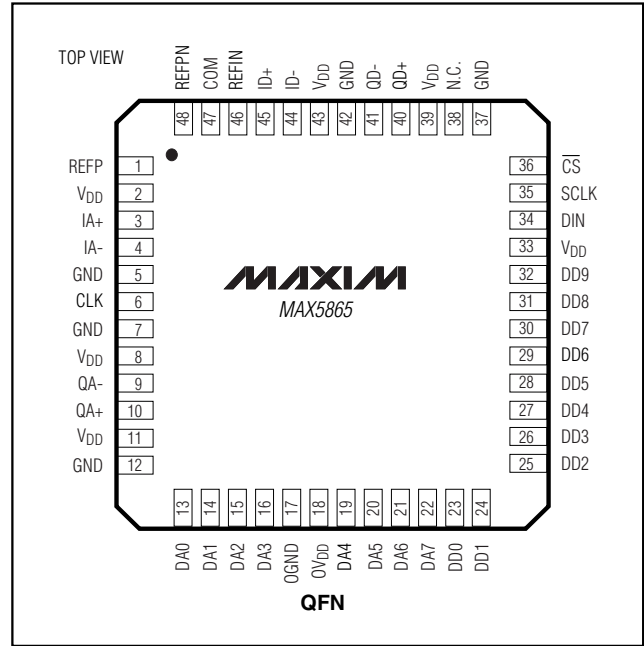 TOP VIEW
REFPN
COM
REFIN
ID+
ID-
VDD
GND
QD-
QD+
VDD
N.C.
GND
48
47
46
45
44
43
42
41
40
39
38
37
REFP 1
VDD 2
IA+ 3
IA- 4
GND 5
CLK 6
GND 7
VDD 8
QA- 9
QA+ 10
VDD 11
GND 12
MAXIM
MAX5865
36 C̅S̅
35 SCLK
34 DIN
33 VDD
32 DD9
31 DD8
30 DD7
29 DD6
28 DD5
27 DD4
26 DD3
25 DD2
13
14
15
16
17
18
19
20
21
22
23
24
DA0
DA1
DA2
DA3
OGND
OVDD
DA4
DA5
DA6
DA7
DD0
DD1
QFN